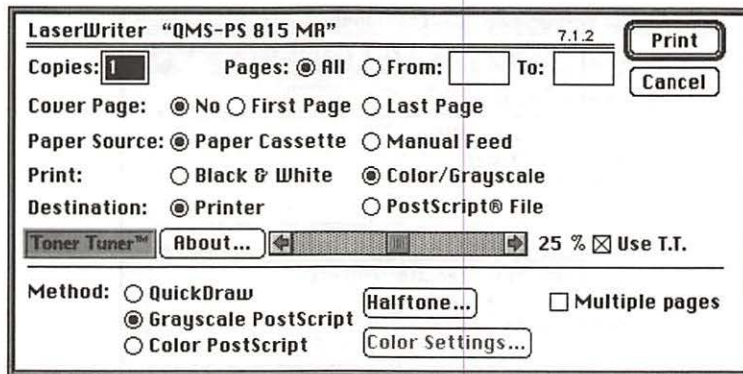 LaserWriter "QMS-PS 815 MR" 7.1.2 Print
Copies: 1 Pages: All From: To: Cancel
Cover Page: No First Page Last Page
Paper Source: Paper Cassette Manual Feed
Print: Black & White Color/Grayscale
Destination: Printer PostScript® File
Toner Tuner™ About... 25 % Use T.T.
Method: QuickDraw Halftone... Multiple pages
Grayscale PostScript
Color PostScript Color Settings...